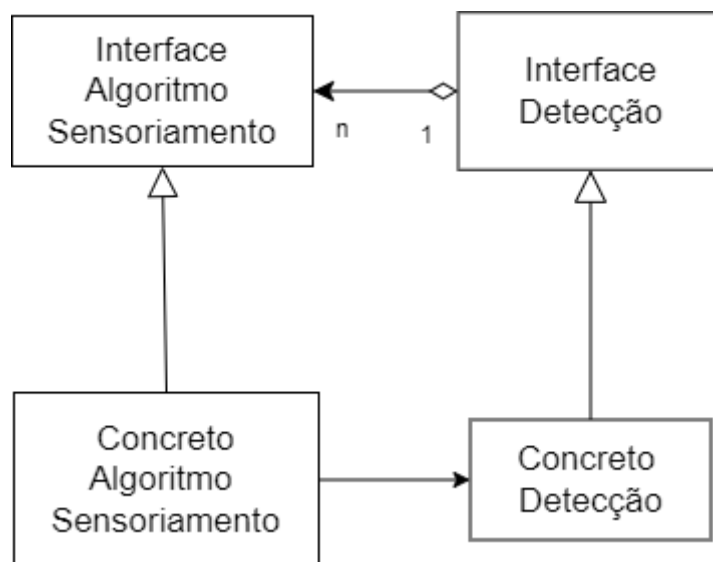 Interface
Algoritmo
Sensoriamento
n
1
Interface
Detecção
Concreto
Algoritmo
Sensoriamento
Concreto
Detecção